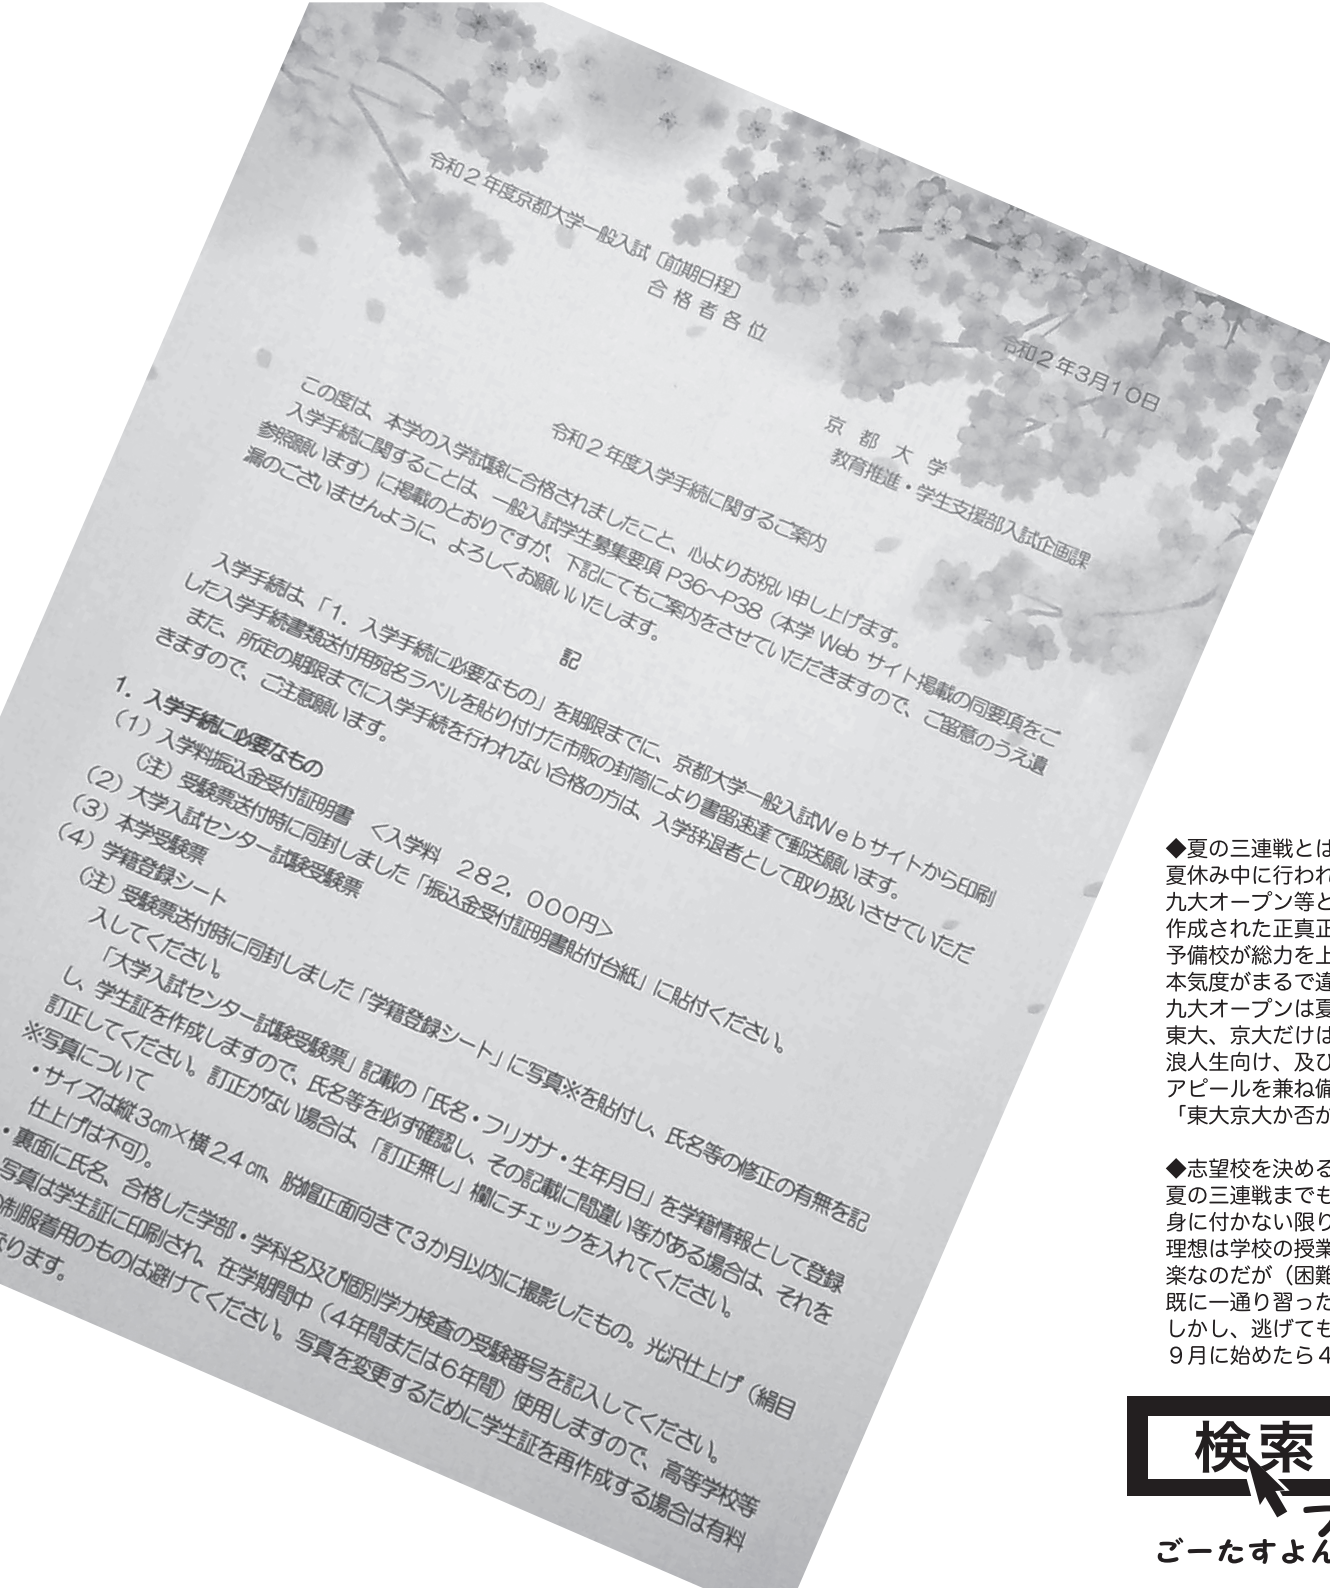 令和２年度京都大学一般入試〔前期日程〕
合格者各位
令和２年３月１０日
京都大学
教育推進・学生支援部入試企画課
令和２年度入学手続に関するご案内
この度は、本学の入学試験に合格されましたこと、心よりお祝い申し上げます。
入学手続に関することは、一般入試学生募集要項 P36～P38（本学 Web サイト掲載の同要項をご
参照願います）に掲載のとおりですが、下記にてもご案内をさせていただきますので、ご留意のうえ遺
漏のございませんように、よろしくお願いいたします。
記
入学手続は、「１．入学手続に必要なもの」を期限までに、京都大学一般入試Ｗｅｂサイトから印刷
した入学手続書類送付用宛名ラベルを貼り付けた市販の封筒により書留速達で郵送願います。
また、所定の期限までに入学手続を行われない合格の方は、入学辞退者として取り扱いさせていただ
きますので、ご注意願います。
１．入学手続に必要なもの
（１）入学料振込金受付証明書　＜入学料　２８２，０００円＞
（注）受験票送付時に同封しました「振込金受付証明書貼付台紙」に貼付ください。
（２）大学入試センター試験受験票
（３）本学受験票
（４）学籍登録シート
（注）受験票送付時に同封しました「学籍登録シート」に写真※を貼付し、氏名等の修正の有無を記
入してください。
「大学入試センター試験受験票」記載の「氏名・フリガナ・生年月日」を学籍情報として登録
し、学生証を作成しますので、氏名等を必ず確認し、その記載に間違い等がある場合は、それを
訂正してください。訂正がない場合は、「訂正無し」欄にチェックを入れてください。
※写真について
・サイズは縦３㎝×横２.４㎝、脱帽正面向きで３か月以内に撮影したもの。光沢仕上げ（絹目
仕上げは不可）。
・裏面に氏名、合格した学部・学科名及び個別学力検査の受験番号を記入してください。
写真は学生証に印刷され、在学期間中（４年間または６年間）使用しますので、高等学校等
の制服着用のものは避けてください。写真を変更するために学生証を再作成する場合は有料
なります。
◆夏の三連戦とは
夏休み中に行われ
九大オープン等と
作成された正真正
予備校が総力を上
本気度がまるで違
九大オープンは夏
東大、京大だけは
浪人生向け、及び
アピールを兼ね備
「東大京大か否か
◆志望校を決める
夏の三連戦までも
身に付かない限り
理想は学校の授業
楽なのだが（困難
既に一通り習った
しかし、逃げても
９月に始めたら４
検索
ごーたすよん